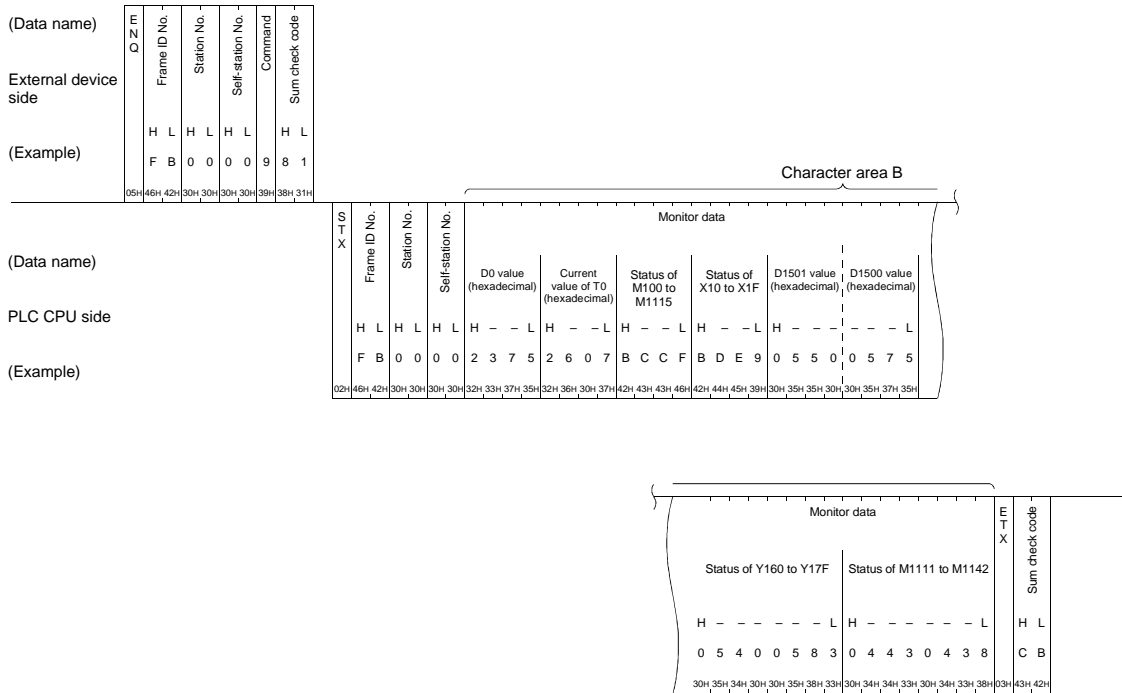 (Data name)
External device side
(Example)
ENQ
Frame ID No.
Station No.
Self-station No.
Command
Sum check code
H L H L H L H L
F B 0 0 0 0 9 8 1
05H 46H 42H 30H 30H 30H 30H 39H 38H 31H
Character area B
(Data name)
PLC CPU side
(Example)
STX
Frame ID No.
Station No.
Self-station No.
Monitor data
D0 value (hexadecimal)
Current value of T0 (hexadecimal)
Status of M100 to M1115
Status of X10 to X1F
D1501 value (hexadecimal)
D1500 value (hexadecimal)
H L H L H L H – – L H – – L H – – L H – – L H – – – – – – L
F B 0 0 0 0 2 3 7 5 2 6 0 7 B C C F B D E 9 0 5 5 0 0 5 7 5
02H 46H 42H 30H 30H 30H 30H 32H 33H 37H 35H 32H 36H 30H 37H 42H 43H 43H 46H 42H 44H 45H 39H 30H 35H 35H 30H 30H 35H 37H 35H
Monitor data
ETX
Sum check code
Status of Y160 to Y17F
Status of M1111 to M1142
H – – – – – – L H – – – – – – L H L
0 5 4 0 0 5 8 3 0 4 4 3 0 4 3 8 C B
30H 35H 34H 30H 30H 35H 38H 33H 30H 34H 34H 33H 30H 34H 33H 38H 03H 43H 42H